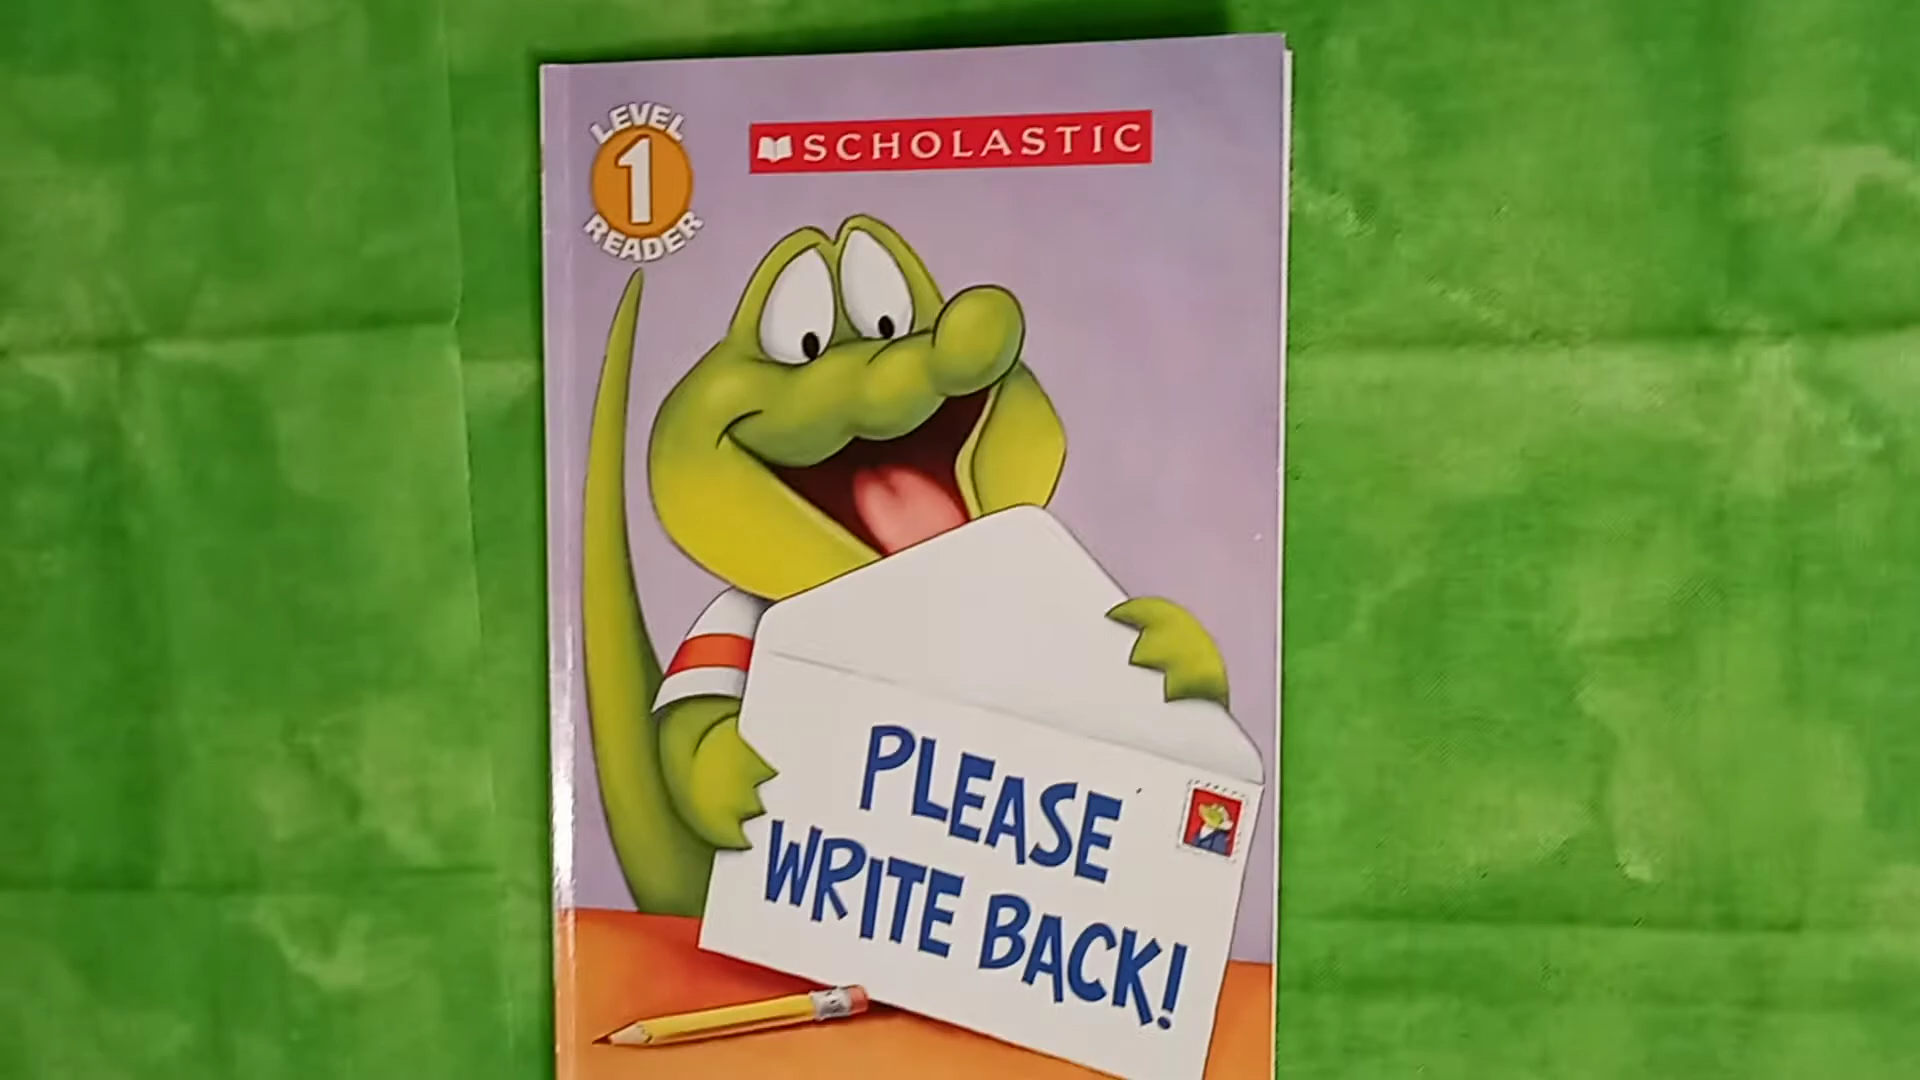 LEVEL
1
READER
SCHOLASTIC
PLEASE
WRITE BACK!